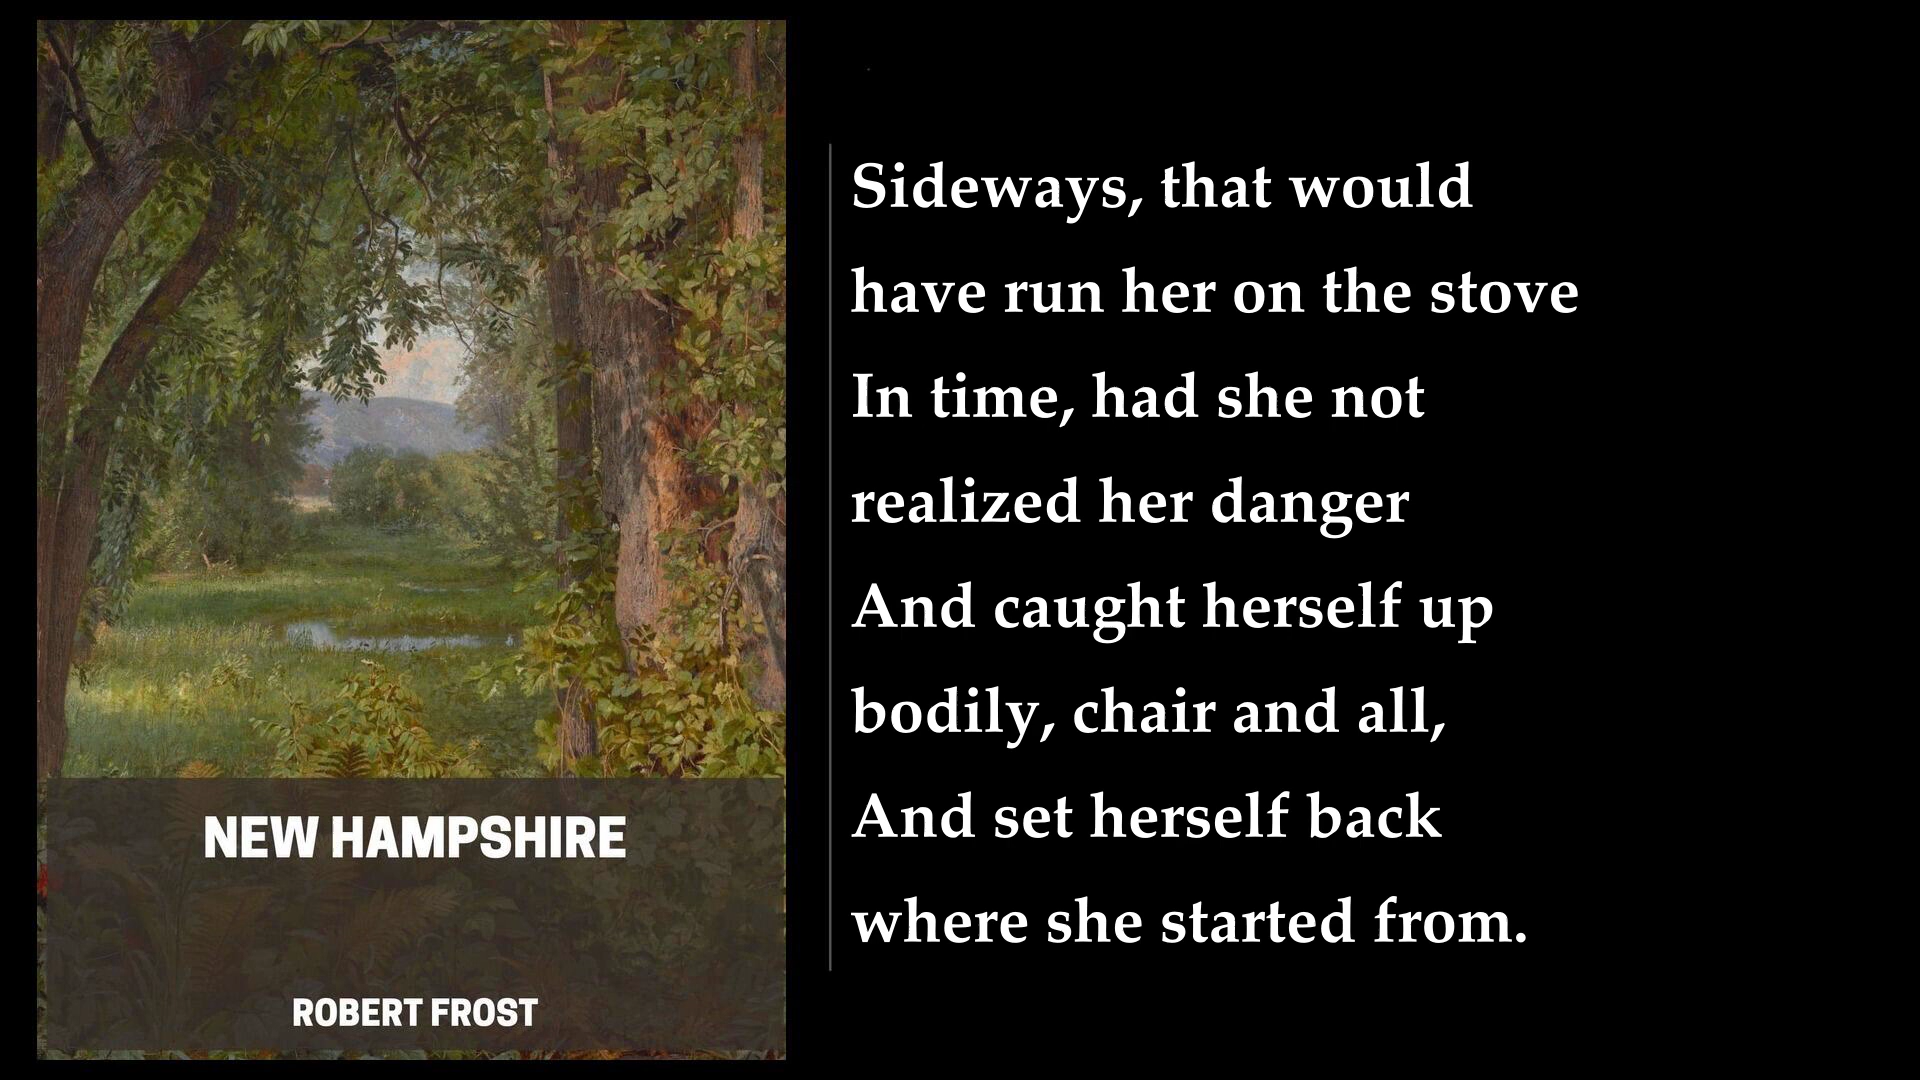 NEW HAMPSHIRE
ROBERT FROST
Sideways, that would
have run her on the stove
In time, had she not
realized her danger
And caught herself up
bodily, chair and all,
And set herself back
where she started from.